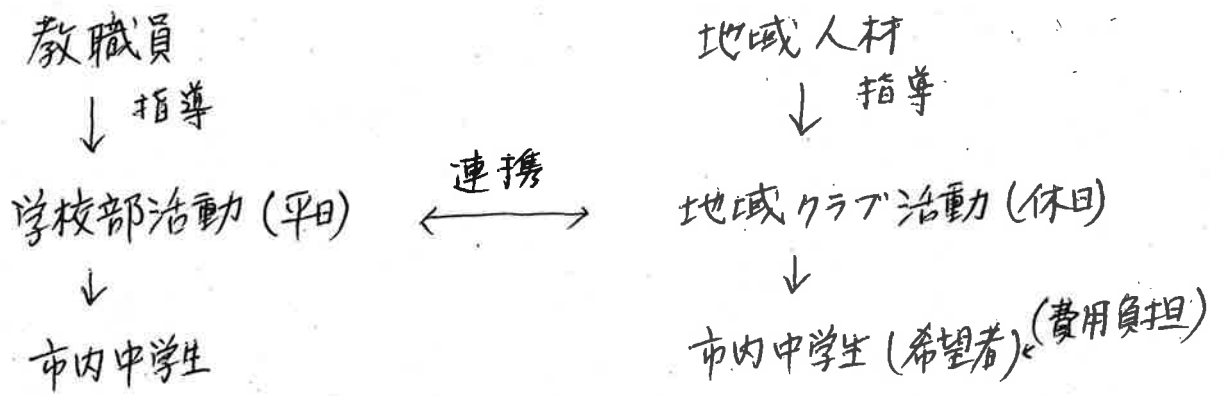 教職員
↓ 指導
学校部活動 (平日)
↓
市内中学生
連携
←→
地域人材
↓ 指導
地域クラブ活動 (休日)
↓
市内中学生 (希望者) (費用負担)